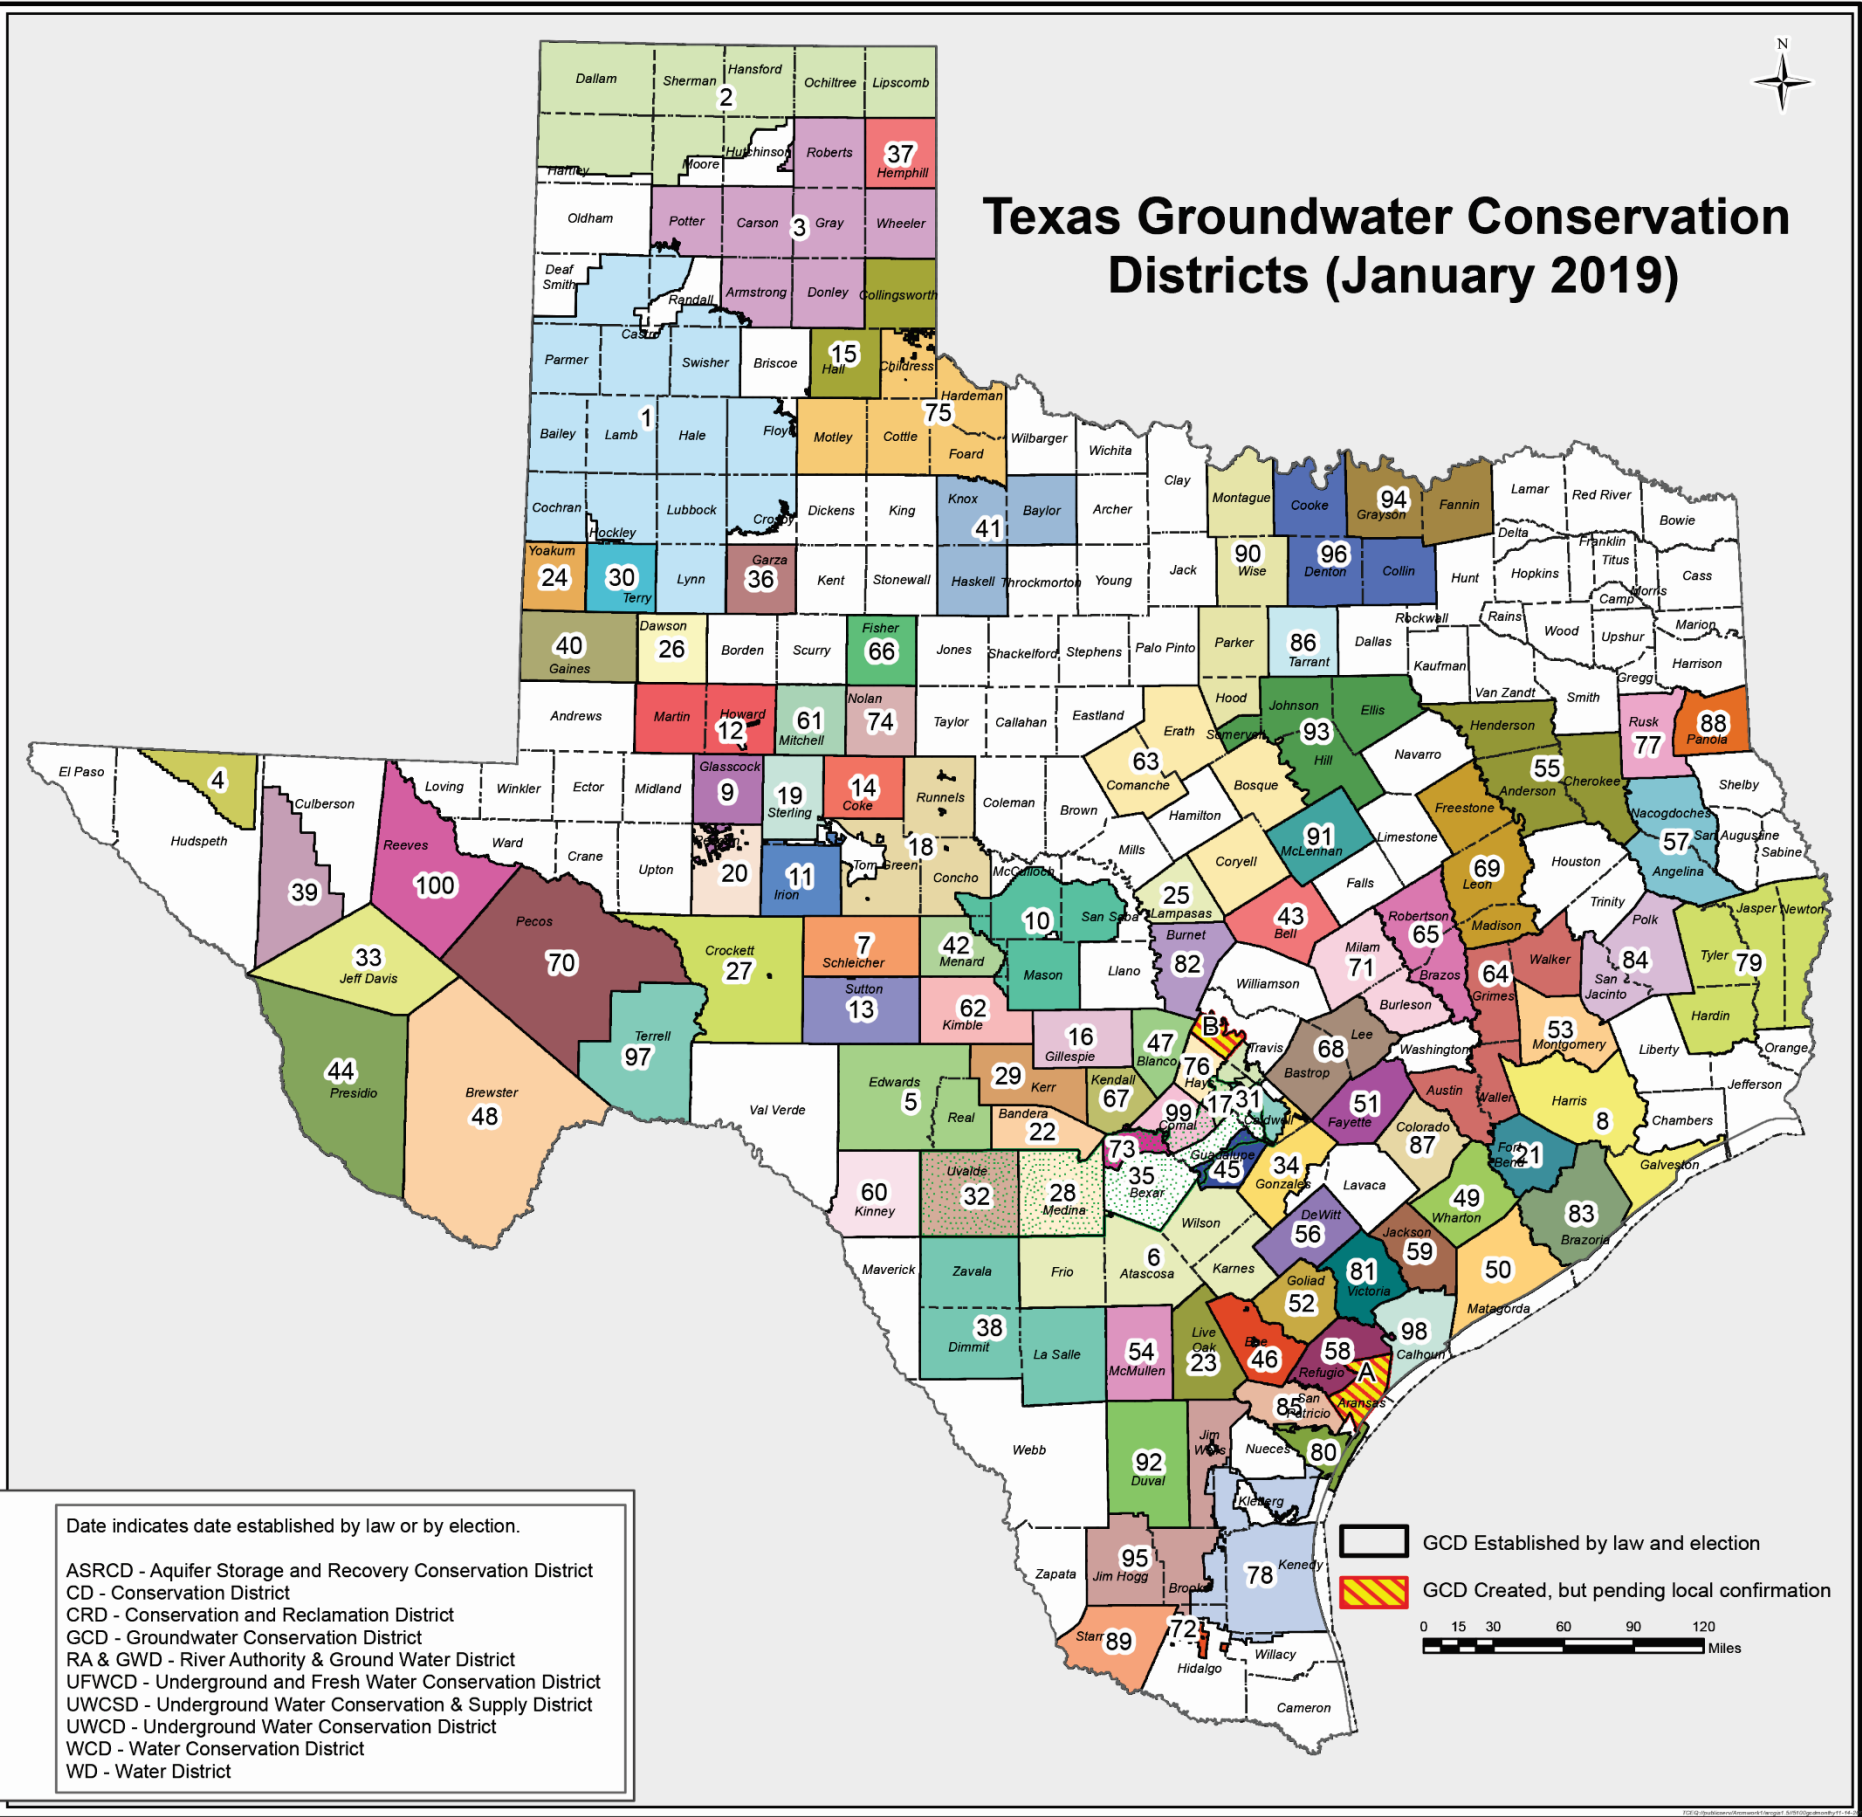 N
Texas Groundwater Conservation
Districts (January 2019)
Dallam
Sherman
Hansford
Ochiltree
Lipscomb
2
Hartley
Moore
Hutchinson
Roberts
37
Hemphill
Oldham
Potter
Carson
3
Gray
Wheeler
Deaf
Smith
Randall
Armstrong
Donley
Collingsworth
Parmer
Castro
Swisher
Briscoe
15
Hall
Childress
Hardeman
Bailey
Lamb
1
Hale
Floyd
Motley
Cottle
75
Foard
Wilbarger
Wichita
Clay
Montague
Cooke
94
Grayson
Fannin
Lamar
Red River
Bowie
Cochran
Hockley
Lubbock
Crosby
Dickens
King
Knox
41
Baylor
Archer
Delta
Franklin
Titus
Yoakum
24
30
Terry
Lynn
Garza
36
Kent
Stonewall
Haskell
Throckmorton
Young
Jack
90
Wise
96
Denton
Collin
Hunt
Hopkins
Camp
Morris
Cass
40
Gaines
Dawson
26
Borden
Scurry
Fisher
66
Jones
Shackelford
Stephens
Palo Pinto
Parker
86
Tarrant
Dallas
Rockwall
Kaufman
Rains
Wood
Upshur
Marion
Harrison
Gregg
Andrews
Martin
Howard
12
61
Mitchell
Nolan
74
Taylor
Callahan
Eastland
Erath
Hood
Somervell
Johnson
93
Ellis
Hill
Navarro
Van Zandt
Henderson
Smith
Rusk
77
88
Panola
El Paso
4
Hudspeth
Culberson
Loving
Winkler
Ector
Midland
Glasscock
9
19
Sterling
14
Coke
Runnels
Coleman
Brown
63
Comanche
Hamilton
Bosque
91
McLennan
Limestone
Freestone
55
Anderson
Cherokee
Nacogdoches
57
San Augustine
Shelby
Sabine
Angelina
39
Reeves
100
Ward
Crane
Upton
20
11
Irion
Tom Green
18
Concho
McCulloch
Mills
25
Lampasas
Coryell
43
Bell
Falls
69
Leon
Houston
Trinity
Madison
33
Jeff Davis
Pecos
70
Crockett
27
7
Schleicher
42
Menard
10
San Saba
Mason
Llano
Burnet
82
Williamson
Milam
71
Robertson
65
Brazos
Burleson
64
Grimes
Walker
San
Jacinto
Polk
84
Tyler
79
Jasper
Newton
Hardin
44
Presidio
Brewster
48
Terrell
97
Val Verde
Sutton
13
62
Kimble
16
Gillespie
47
Blanco
B
Travis
76
Hays
68
Lee
Bastrop
Washington
53
Montgomery
Liberty
Orange
Jefferson
Chambers
Edwards
5
Real
29
Kerr
Bandera
22
Kendall
67
99
Comal
17
31
Caldwell
51
Fayette
Austin
Waller
Harris
8
Colorado
87
Fort
Bend
21
Galveston
60
Kinney
Uvalde
32
28
Medina
73
35
Bexar
Guadalupe
45
34
Gonzales
Lavaca
49
Wharton
83
Brazoria
Maverick
Zavala
Frio
6
Atascosa
Wilson
Karnes
DeWitt
56
Jackson
59
50
Matagorda
Goliad
52
81
Victoria
38
Dimmit
La Salle
54
McMullen
Live
Oak
23
Bee
46
58
Refugio
A
Aransas
98
Calhoun
Webb
92
Duval
Jim
Wells
85
San
Patricio
Nueces
80
Kleberg
Zapata
95
Jim Hogg
Brooks
78
Kenedy
Starr
89
72
Hidalgo
Willacy
Cameron
Date indicates date established by law or by election.
ASRCD - Aquifer Storage and Recovery Conservation District
CD - Conservation District
CRD - Conservation and Reclamation District
GCD - Groundwater Conservation District
RA & GWD - River Authority & Ground Water District
UFWCD - Underground and Fresh Water Conservation District
UWCSD - Underground Water Conservation & Supply District
UWCD - Underground Water Conservation District
WCD - Water Conservation District
WD - Water District
GCD Established by law and election
GCD Created, but pending local confirmation
0 15 30 60 90 120
Miles